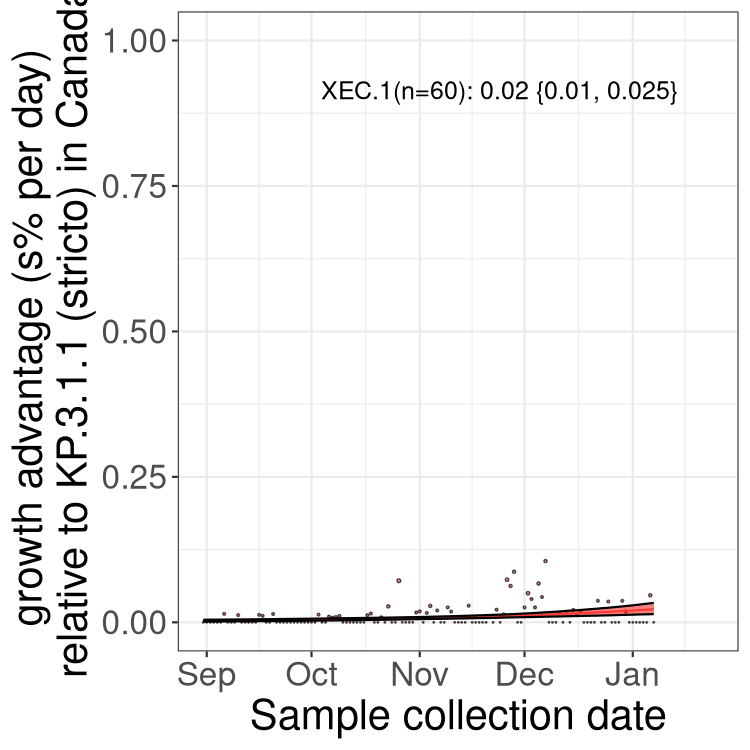 growth advantage (s% per day)
relative to KP.3.1.1 (stricto) in Canada
1.00
XEC.1(n=60): 0.02 {0.01, 0.025}
0.75
0.50
0.25
0.00
Sep Oct Nov Dec Jan
Sample collection date